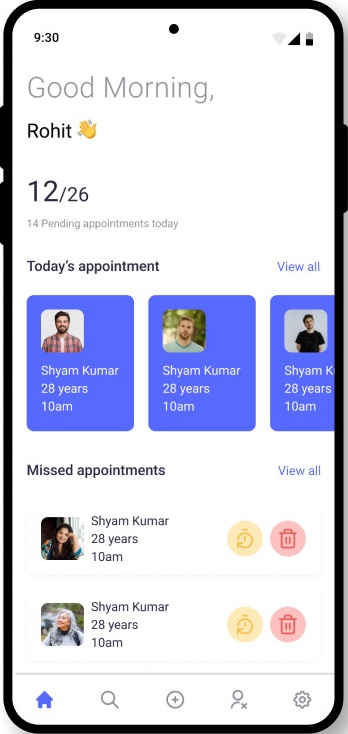 9:30
Good Morning,
Rohit 👋
12/26
14 Pending appointments today
Today's appointment
View all
Shyam Kumar
28 years
10am
Shyam Kumar
28 years
10am
Shyam K
28 years
10am
Missed appointments
View all
Shyam Kumar
28 years
10am
Shyam Kumar
28 years
10am